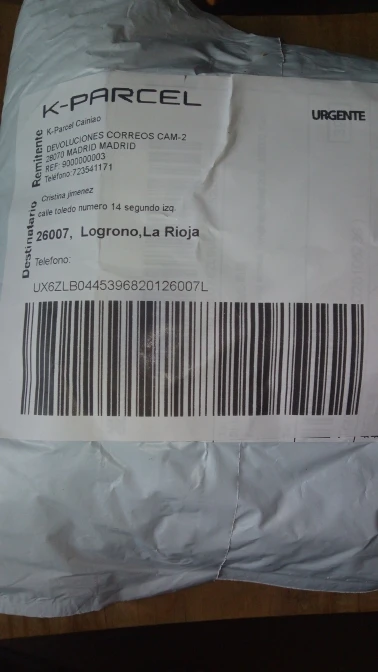 K-PARCEL
URGENTE
Remitente
K-Parcel Cainiao
DEVOLUCIONES CORREOS CAM-2
28070 MADRID MADRID
REF: 9000000003
Teléfono:723541171
Destinatario
Cristina jimenez
calle toledo numero 14 segundo izq.
26007, Logrono,La Rioja
Telefono:
UX6ZLB0445396820126007L